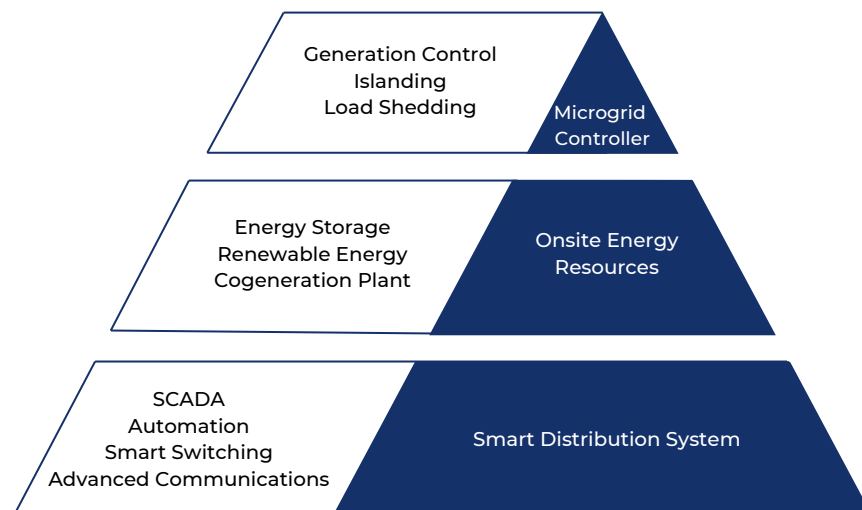 Generation Control
Islanding
Load Shedding
Microgrid
Controller
Energy Storage
Renewable Energy
Cogeneration Plant
Onsite Energy
Resources
SCADA
Automation
Smart Switching
Advanced Communications
Smart Distribution System